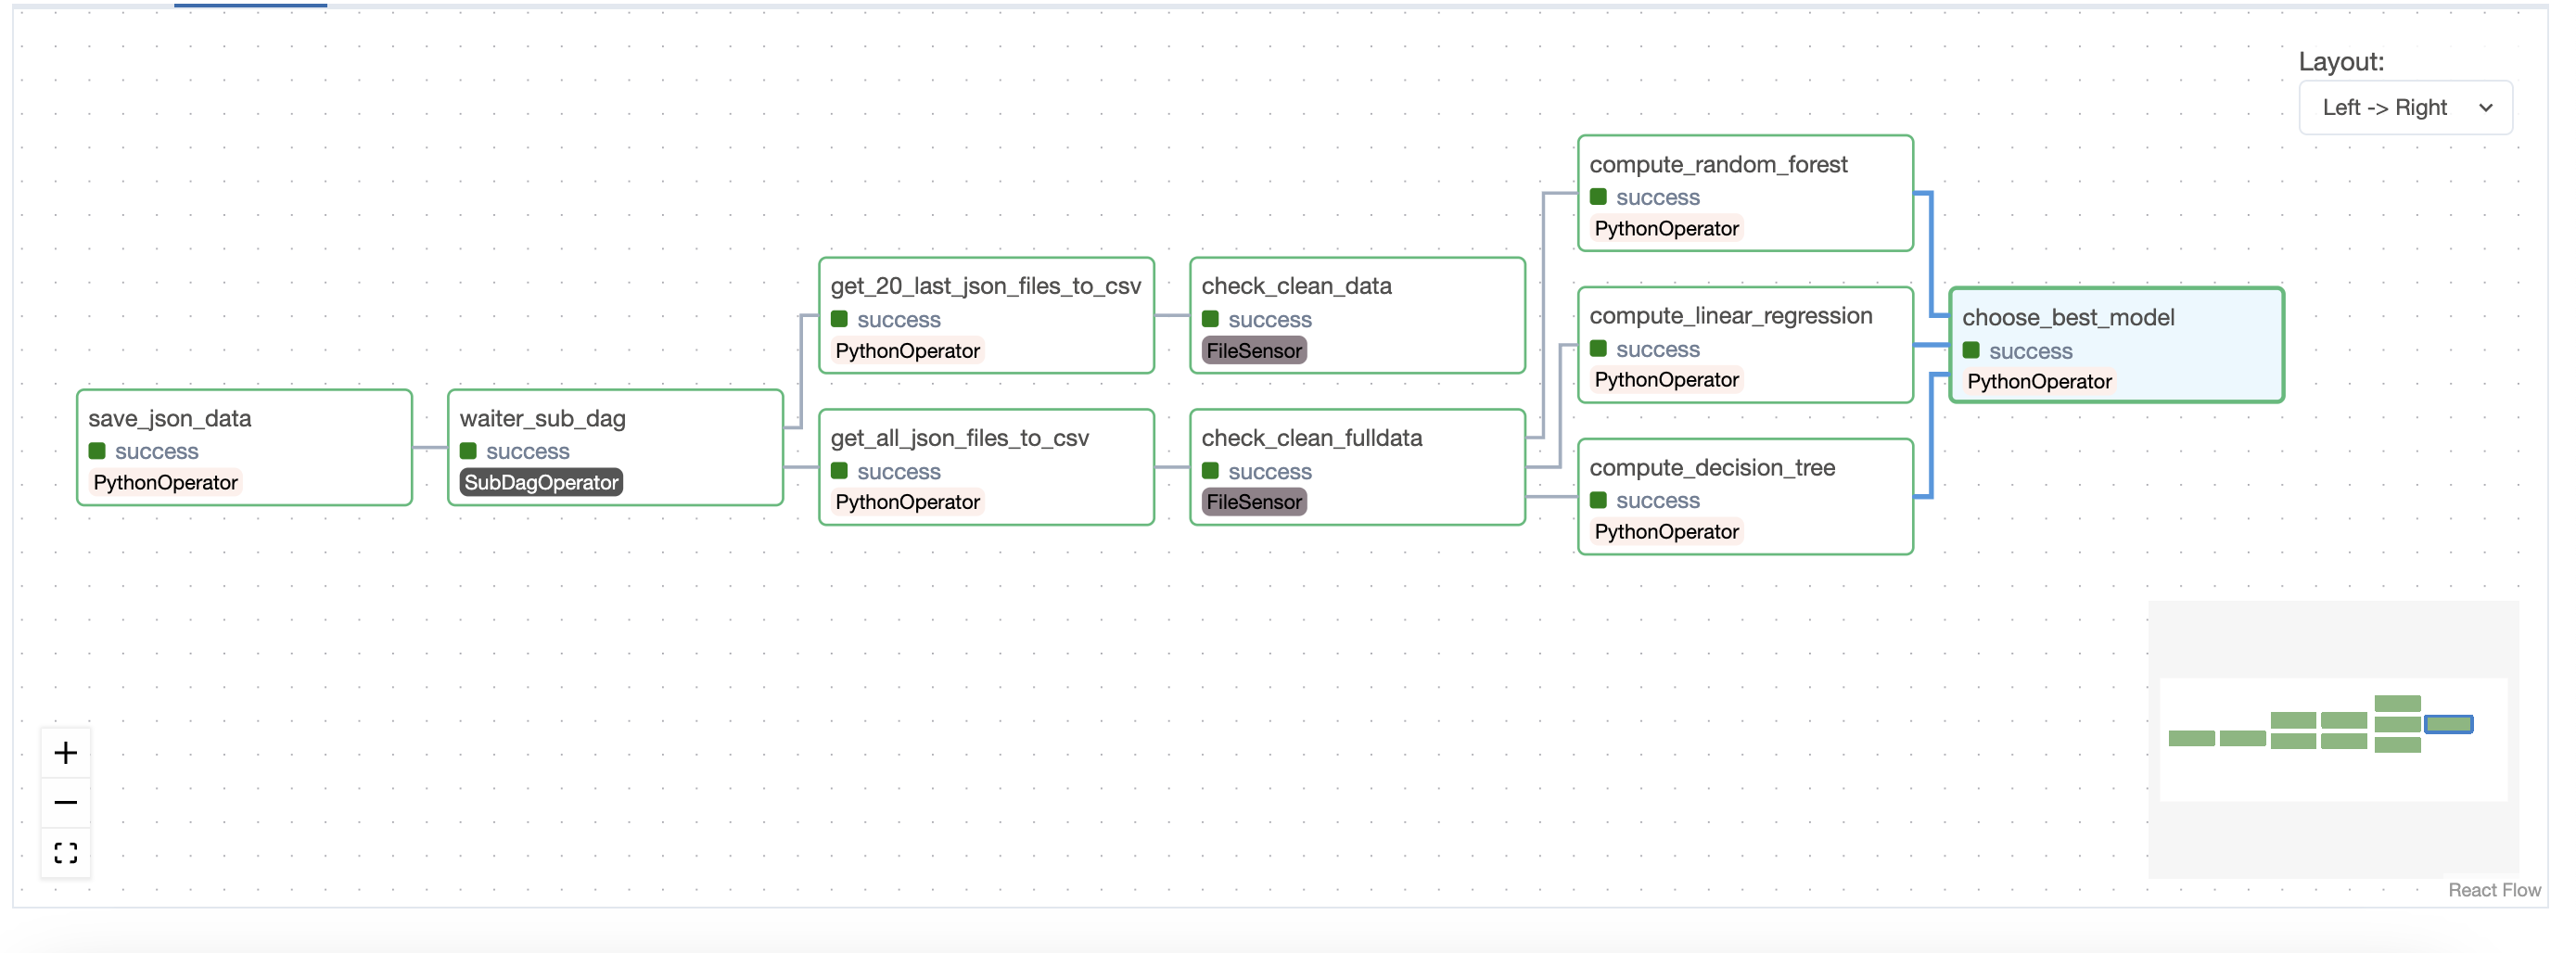 Layout:
Left -> Right
save_json_data
success
PythonOperator
waiter_sub_dag
success
SubDagOperator
get_20_last_json_files_to_csv
success
PythonOperator
get_all_json_files_to_csv
success
PythonOperator
check_clean_data
success
FileSensor
check_clean_fulldata
success
FileSensor
compute_random_forest
success
PythonOperator
compute_linear_regression
success
PythonOperator
compute_decision_tree
success
PythonOperator
choose_best_model
success
PythonOperator
React Flow